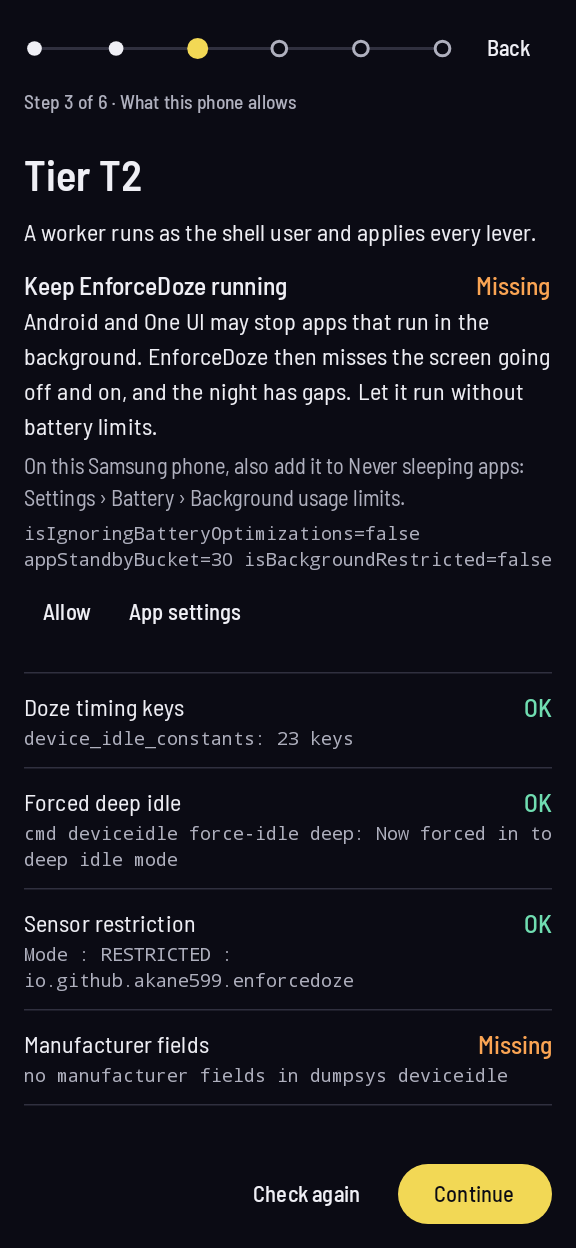 Back
Step 3 of 6 · What this phone allows
Tier T2
A worker runs as the shell user and applies every lever.
Keep EnforceDoze running Missing
Android and One UI may stop apps that run in the
background. EnforceDoze then misses the screen going
off and on, and the night has gaps. Let it run without
battery limits.
On this Samsung phone, also add it to Never sleeping apps:
Settings › Battery › Background usage limits.
isIgnoringBatteryOptimizations=false
appStandbyBucket=30 isBackgroundRestricted=false
Allow App settings
Doze timing keys OK
device_idle_constants: 23 keys
Forced deep idle OK
cmd deviceidle force-idle deep: Now forced in to
deep idle mode
Sensor restriction OK
Mode : RESTRICTED :
io.github.akane599.enforcedoze
Manufacturer fields Missing
no manufacturer fields in dumpsys deviceidle
Check again Continue